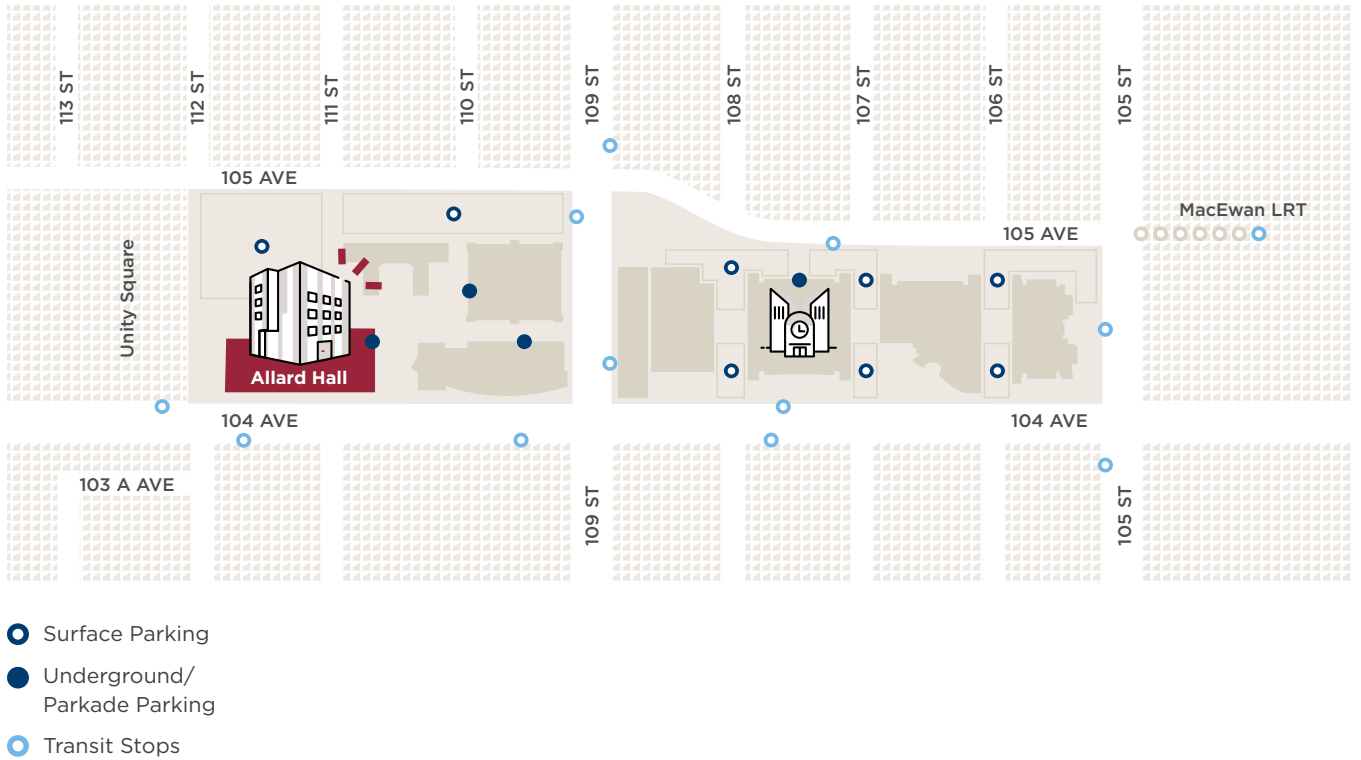 113 ST
112 ST
111 ST
110 ST
109 ST
108 ST
107 ST
106 ST
105 ST
105 AVE
MacEwan LRT
105 AVE
Unity Square
Allard Hall
104 AVE
104 AVE
103 A AVE
109 ST
105 ST
Surface Parking
Underground/
Parkade Parking
Transit Stops